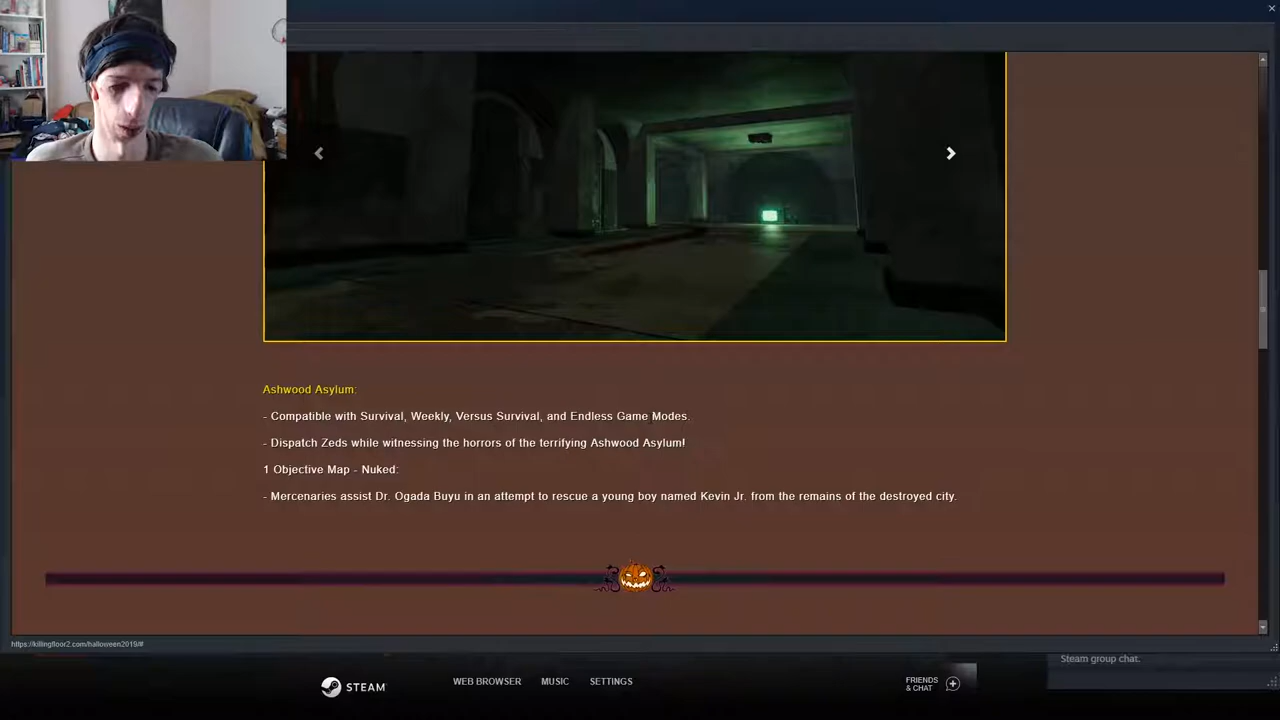 Ashwood Asylum:
- Compatible with Survival, Weekly, Versus Survival, and Endless Game Modes.
- Dispatch Zeds while witnessing the horrors of the terrifying Ashwood Asylum!
1 Objective Map - Nuked:
- Mercenaries assist Dr. Ogada Buyu in an attempt to rescue a young boy named Kevin Jr. from the remains of the destroyed city.
https://killingfloor2.com/halloween2019/#
Steam group chat.
STEAM
WEB BROWSER
MUSIC
SETTINGS
FRIENDS
& CHAT